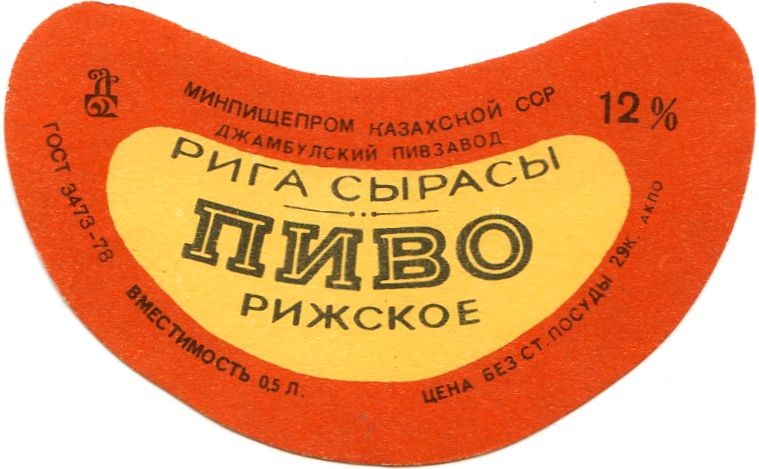 МИНПИЩЕПРОМ КАЗАХСКОЙ ССР
ДЖАМБУЛСКИЙ ПИВЗАВОД
12%
РИГА СЫРАСЫ
ПИВО
РИЖСКОЕ
ГОСТ 3473-78
ВМЕСТИМОСТЬ 0,5 Л.
ЦЕНА БЕЗ СТ. ПОСУДЫ 29К. АКПО